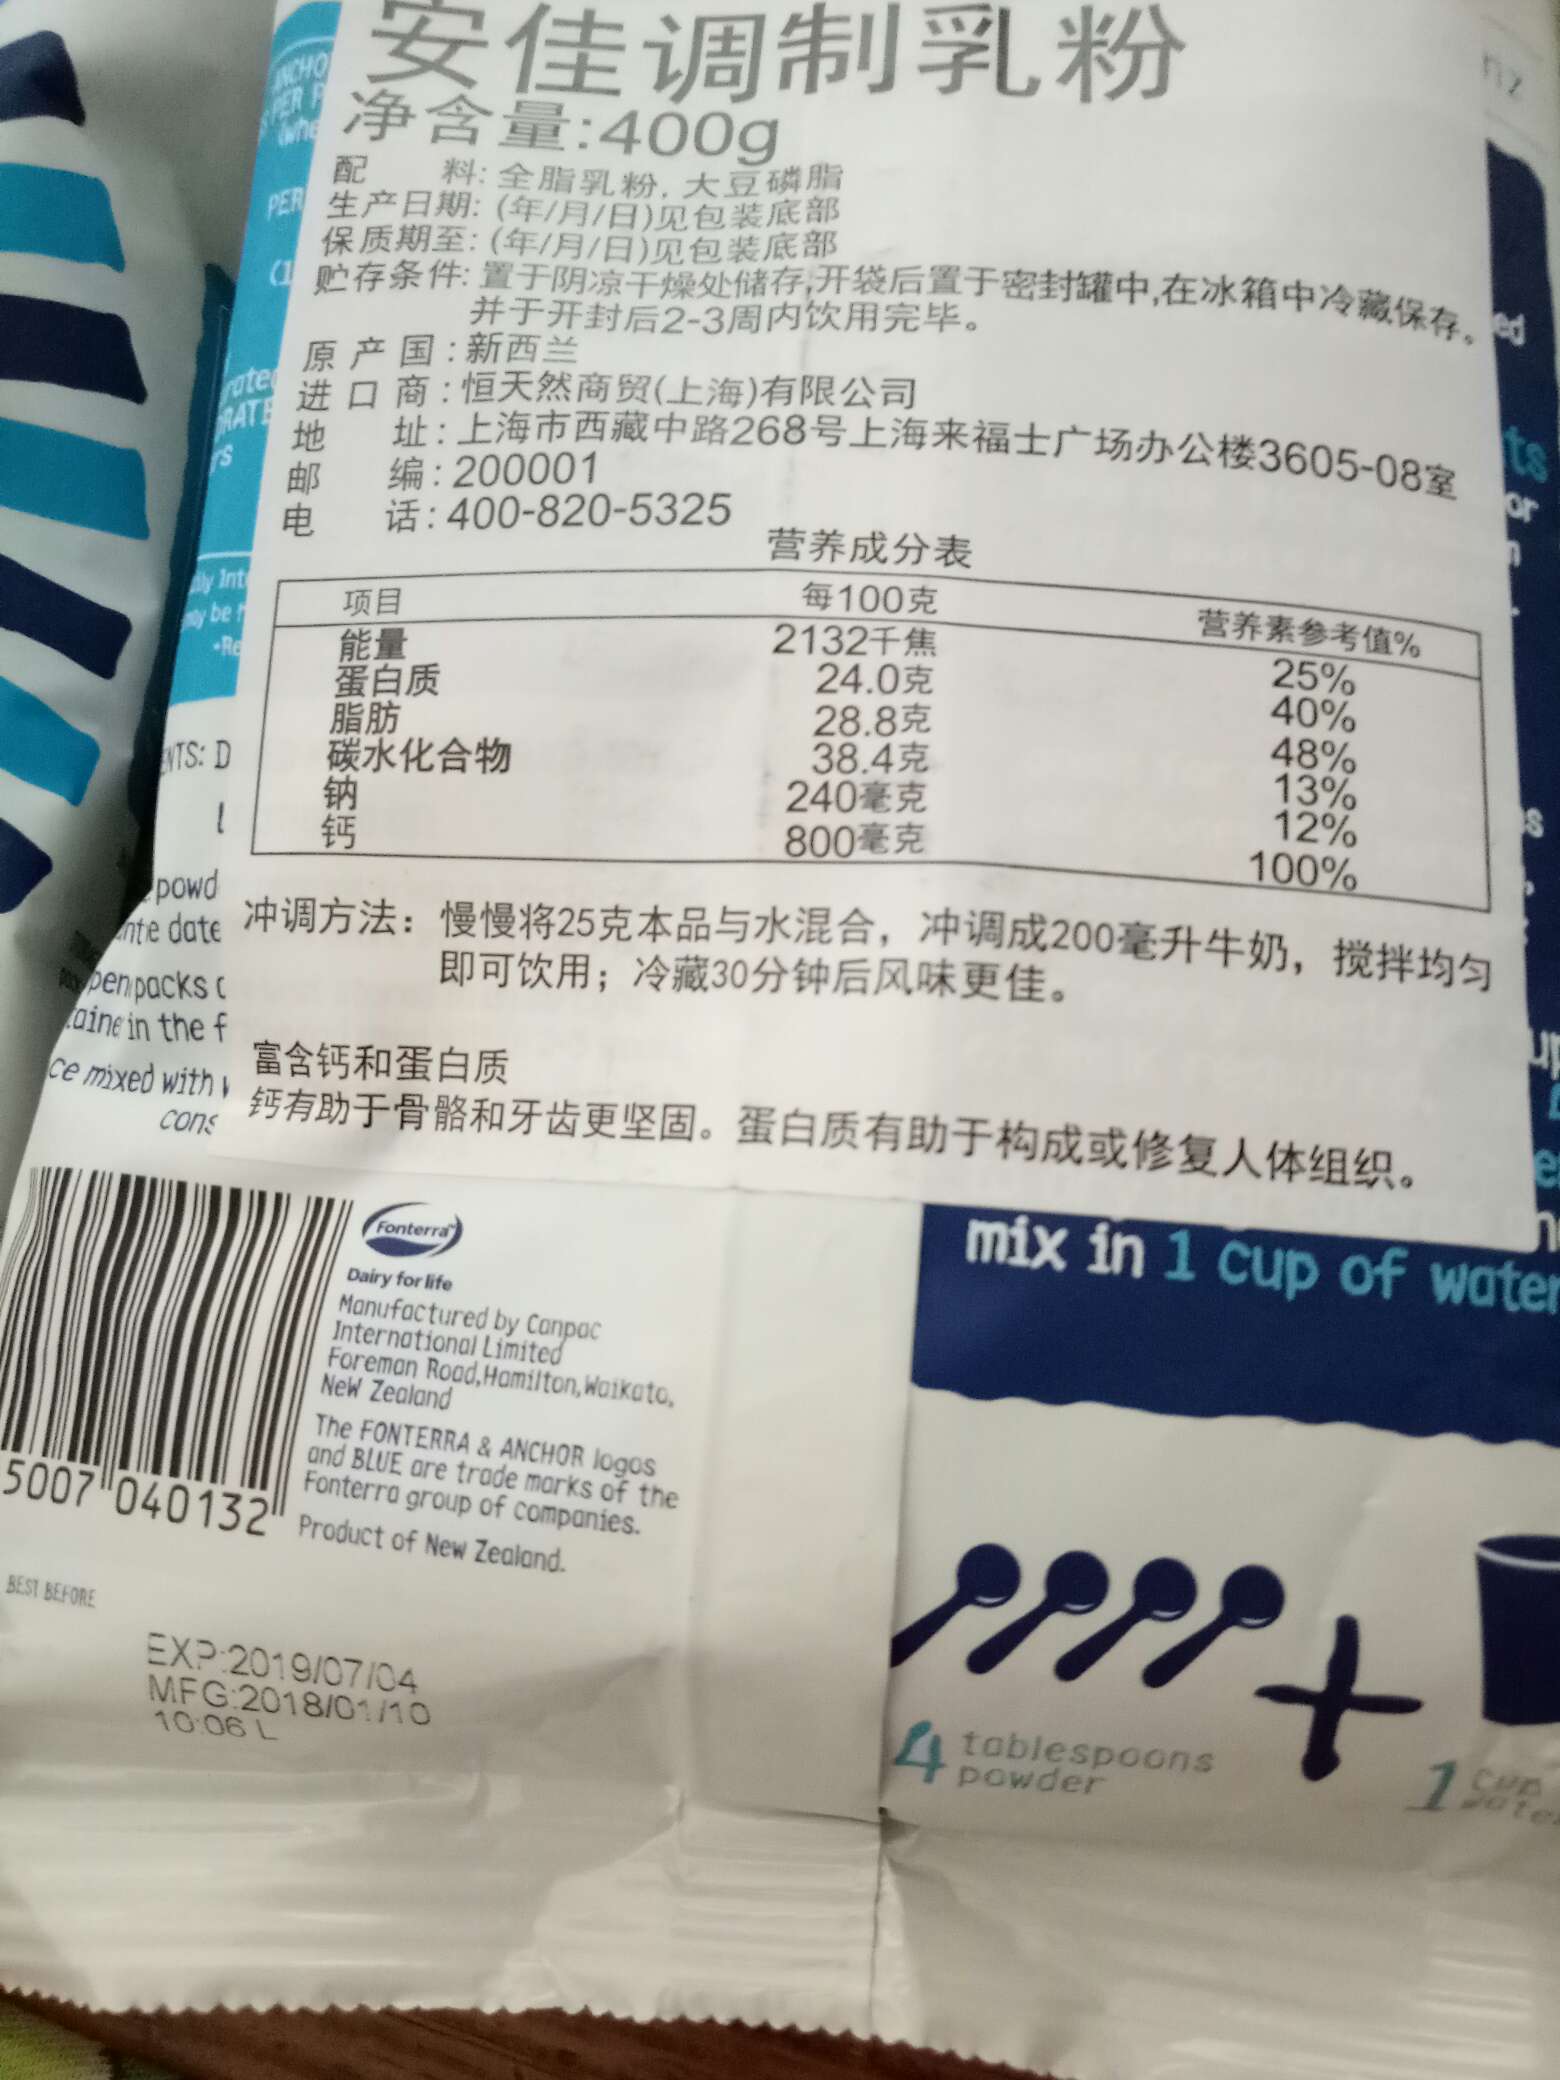 安佳调制乳粉
净含量:400g
配 料: 全脂乳粉, 大豆磷脂
生产日期: (年/月/日)见包装底部
保质期至: (年/月/日)见包装底部
贮存条件: 置于阴凉干燥处储存,开袋后置于密封罐中,在冰箱中冷藏保存。
并于开封后2-3周内饮用完毕。
原 产 国 : 新西兰
进 口 商 : 恒天然商贸(上海)有限公司
地 址 : 上海市西藏中路268号上海来福士广场办公楼3605-08室
邮 编 : 200001
电 话 : 400-820-5325
营养成分表
项目 每100克 营养素参考值%
能量 2132千焦 25%
蛋白质 24.0克 40%
脂肪 28.8克 48%
碳水化合物 38.4克 13%
钠 240毫克 12%
钙 800毫克 100%
冲调方法: 慢慢将25克本品与水混合，冲调成200毫升牛奶，搅拌均匀
即可饮用；冷藏30分钟后风味更佳。
富含钙和蛋白质
钙有助于骨骼和牙齿更坚固。蛋白质有助于构成或修复人体组织。
powd
date
packs
in the f
ce mixed with
cons
Fonterra
Dairy for life
Manufactured by Canpac
International Limited
Foreman Road, Hamilton, Waikato,
New Zealand
The FONTERRA & ANCHOR logos
and BLUE are trade marks of the
Fonterra group of companies.
Product of New Zealand.
5007 040132
BEST BEFORE
EXP:2019/07/04
MFG:2018/01/10
10:06 L
mix in 1 cup of water
4 tablespoons
powder
1 cup